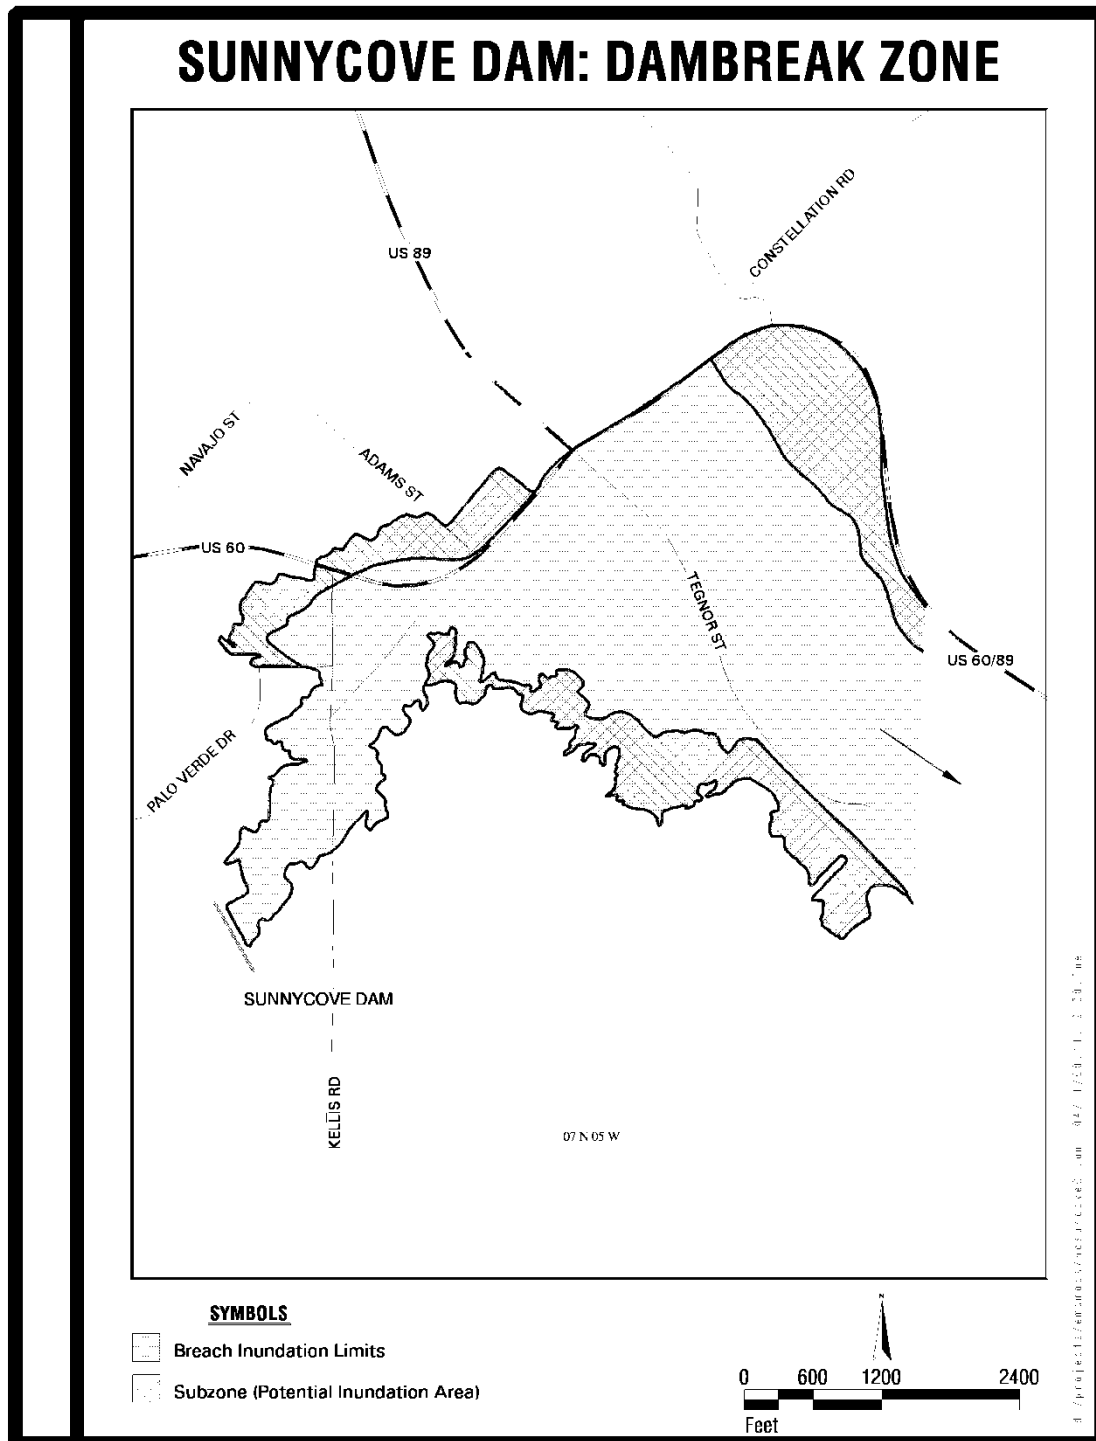 SUNNYCOVE DAM: DAMBREAK ZONE
CONSTELLATION RD
US 89
NAVAJO ST
ADAMS ST
US 60
TEGNOR ST
US 60/89
PALO VERDE DR
SUNNYCOVE DAM
KELLIS RD
07 N 05 W
SYMBOLS
Breach Inundation Limits
Subzone (Potential Inundation Area)
N
0 600 1200 2400
Feet